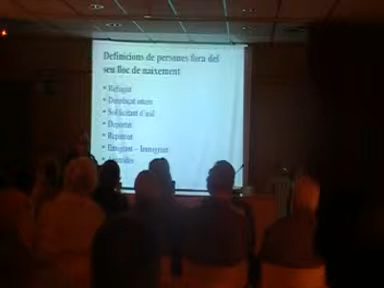 Definicions de persones fora del
seu lloc de naixement
• Refugiat
• Desplaçat intern
• Sol·licitant d'asil
• Deportat
• Repatriat
• Emigrant – Immigrant